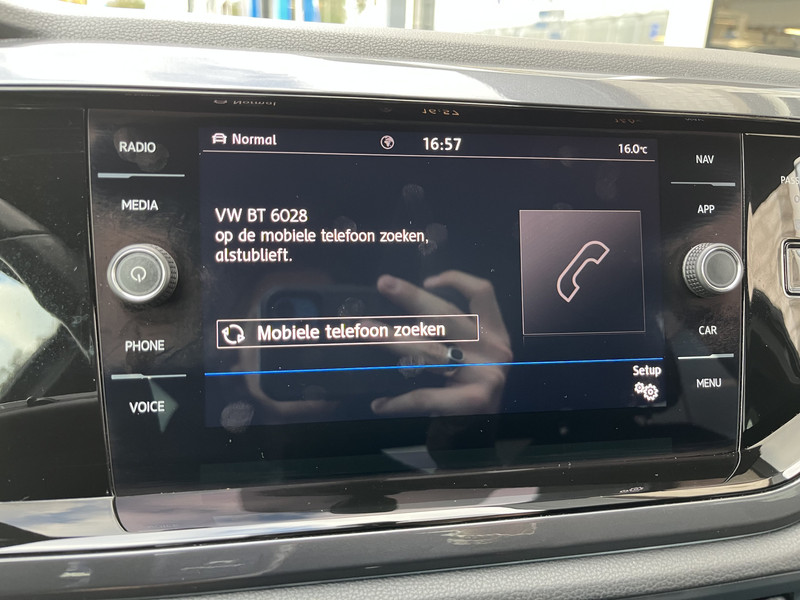 RADIO
MEDIA
PHONE
VOICE
Normal
16:57
16.0°C
VW BT 6028
op de mobiele telefoon zoeken,
alstublieft.
Mobiele telefoon zoeken
Setup
NAV
APP
CAR
MENU